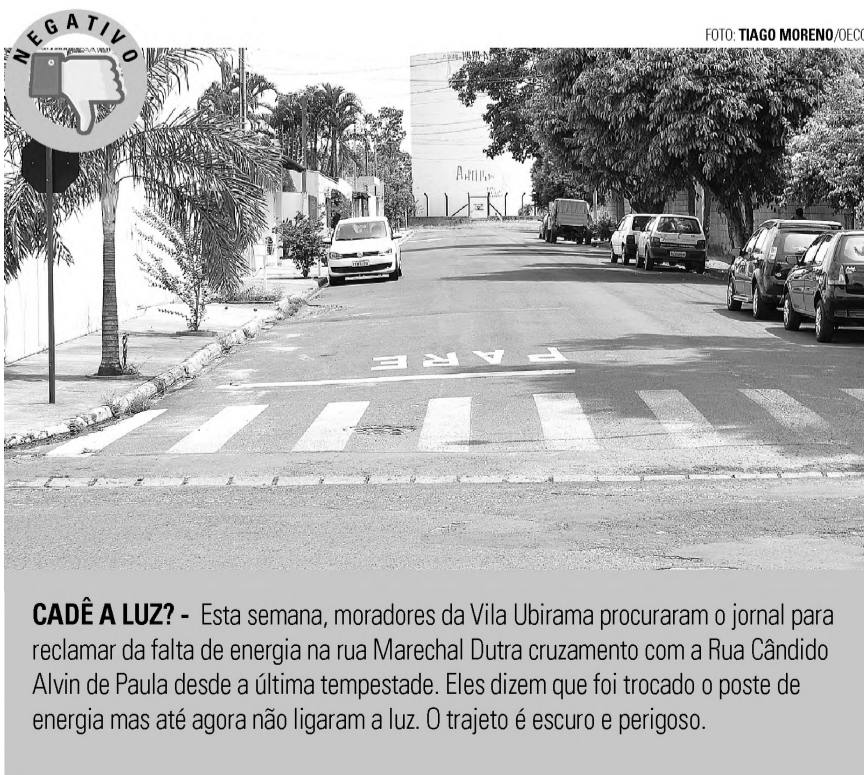 NEGATIVO
FOTO: TIAGO MORENO/OECO
PARE
CADÊ A LUZ? - Esta semana, moradores da Vila Ubirama procuraram o jornal para
reclamar da falta de energia na rua Marechal Dutra cruzamento com a Rua Cândido
Alvin de Paula desde a última tempestade. Eles dizem que foi trocado o poste de
energia mas até agora não ligaram a luz. O trajeto é escuro e perigoso.